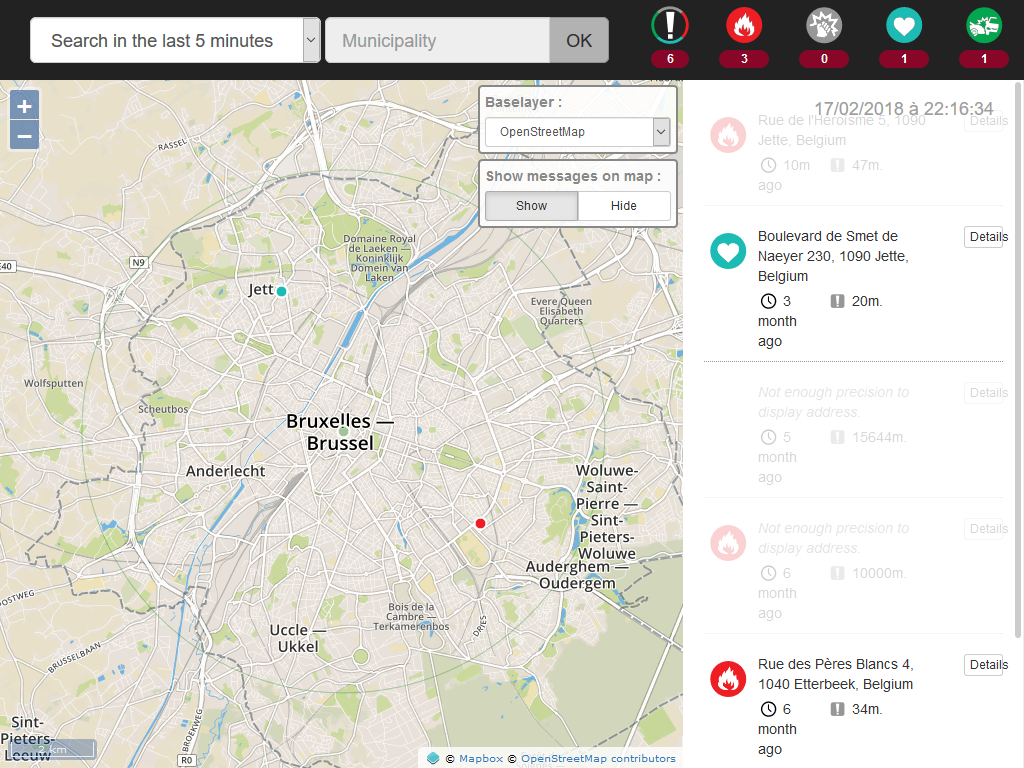 Search in the last 5 minutes
Municipality
OK
6
3
0
1
1
+
−
Baselayer :
OpenStreetMap
Show messages on map :
Show
Hide
RASSEL
N9
E40
Domaine Royal
de Laeken —
Koninklijk
Domein van
Laken
Jett
Evere Queen
Elisabeth
Quarters
Wolfsputten
Scheutbos
Bruxelles —
Brussel
Anderlecht
Woluwe-
Saint-
Pierre —
Sint-
Pieters-
Woluwe
Auderghem —
Oudergem
Bois de la
Cambre —
Terkamerenbos
DRIES
Uccle —
Ukkel
BRUSSELBAAN
BROEKWEG
R0
Sint-
Pieters-
Leeuw
2 km
© Mapbox © OpenStreetMap contributors
17/02/2018 à 22:16:34
Rue de l'Héroïsme 5, 1090
Jette, Belgium
Details
10m
ago
47m.
Boulevard de Smet de
Naeyer 230, 1090 Jette,
Belgium
Details
3
month
ago
20m.
Not enough precision to
display address.
Details
5
month
ago
15644m.
Not enough precision to
display address.
Details
6
month
ago
10000m.
Rue des Pères Blancs 4,
1040 Etterbeek, Belgium
Details
6
month
ago
34m.